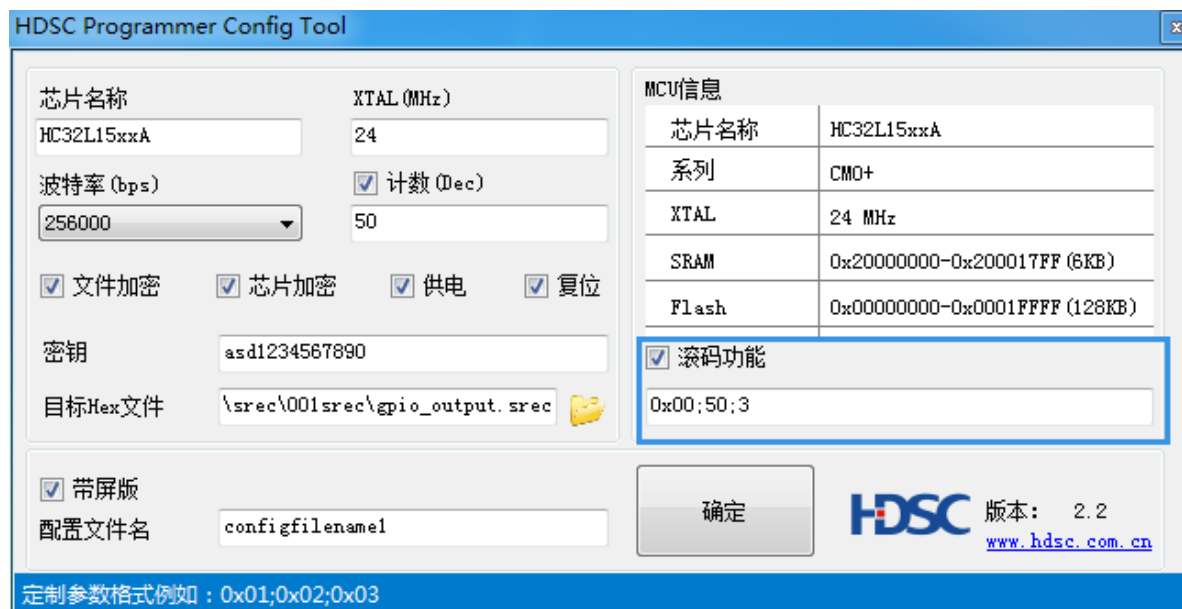 HDSC Programmer Config Tool
芯片名称
XTAL(MHz)
HC32L15xxA
24
波特率(bps)
计数(Dec)
256000
50
文件加密
芯片加密
供电
复位
密钥
asd1234567890
目标Hex文件
\srec\001srec\gpio_output.srec
MCU信息
芯片名称 HC32L15xxA
系列 CM0+
XTAL 24 MHz
SRAM 0x20000000-0x200017FF(6KB)
Flash 0x00000000-0x0001FFFF(128KB)
滚码功能
0x00;50;3
带屏版
配置文件名
configfilename1
确定
HDSC
版本: 2.2
www.hdsc.com.cn
定制参数格式例如：0x01;0x02;0x03